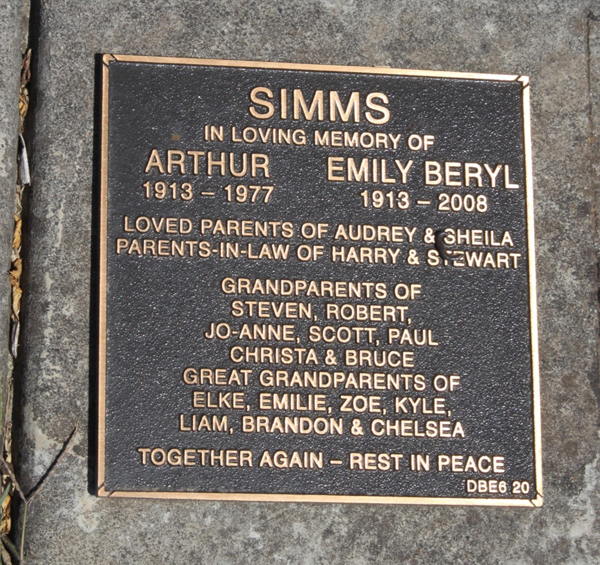 SIMMS
IN LOVING MEMORY OF
ARTHUR EMILY BERYL
1913 – 1977 1913 – 2008
LOVED PARENTS OF AUDREY & SHEILA
PARENTS-IN-LAW OF HARRY & STEWART
GRANDPARENTS OF
STEVEN, ROBERT,
JO-ANNE, SCOTT, PAUL
CHRISTA & BRUCE
GREAT GRANDPARENTS OF
ELKE, EMILIE, ZOE, KYLE,
LIAM, BRANDON & CHELSEA
TOGETHER AGAIN – REST IN PEACE
DBE6 20